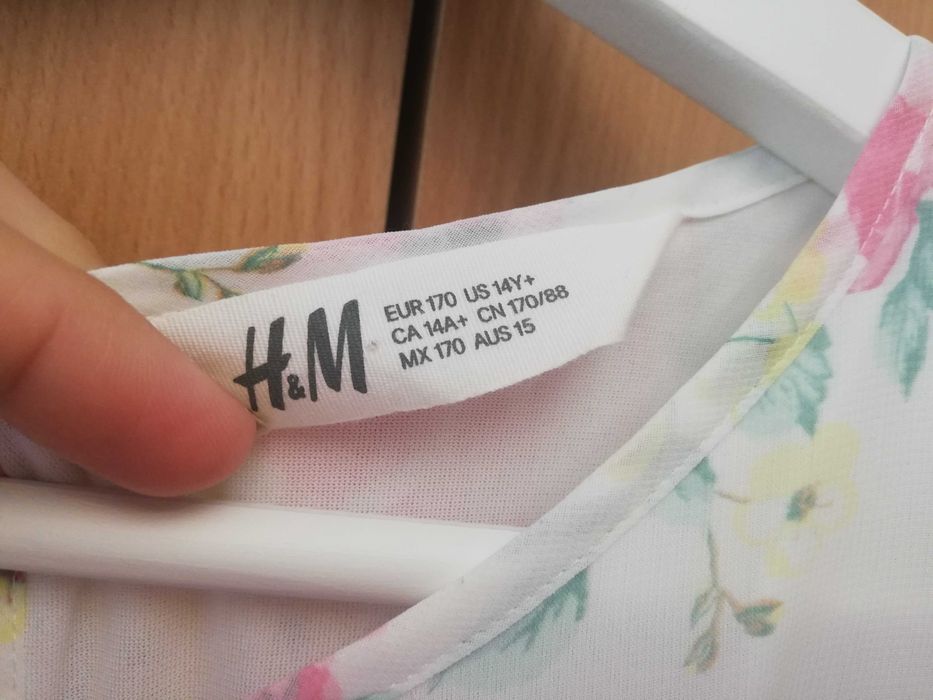 H&M
EUR 170 US 14Y+
CA 14A+ CN 170/88
MX 170 AUS 15